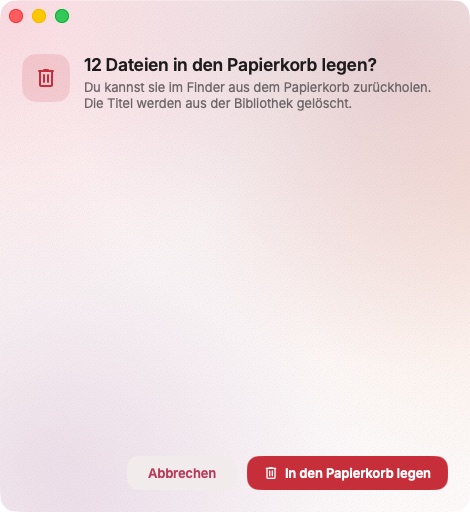 12 Dateien in den Papierkorb legen?
Du kannst sie im Finder aus dem Papierkorb zurückholen.
Die Titel werden aus der Bibliothek gelöscht.
Abbrechen
In den Papierkorb legen